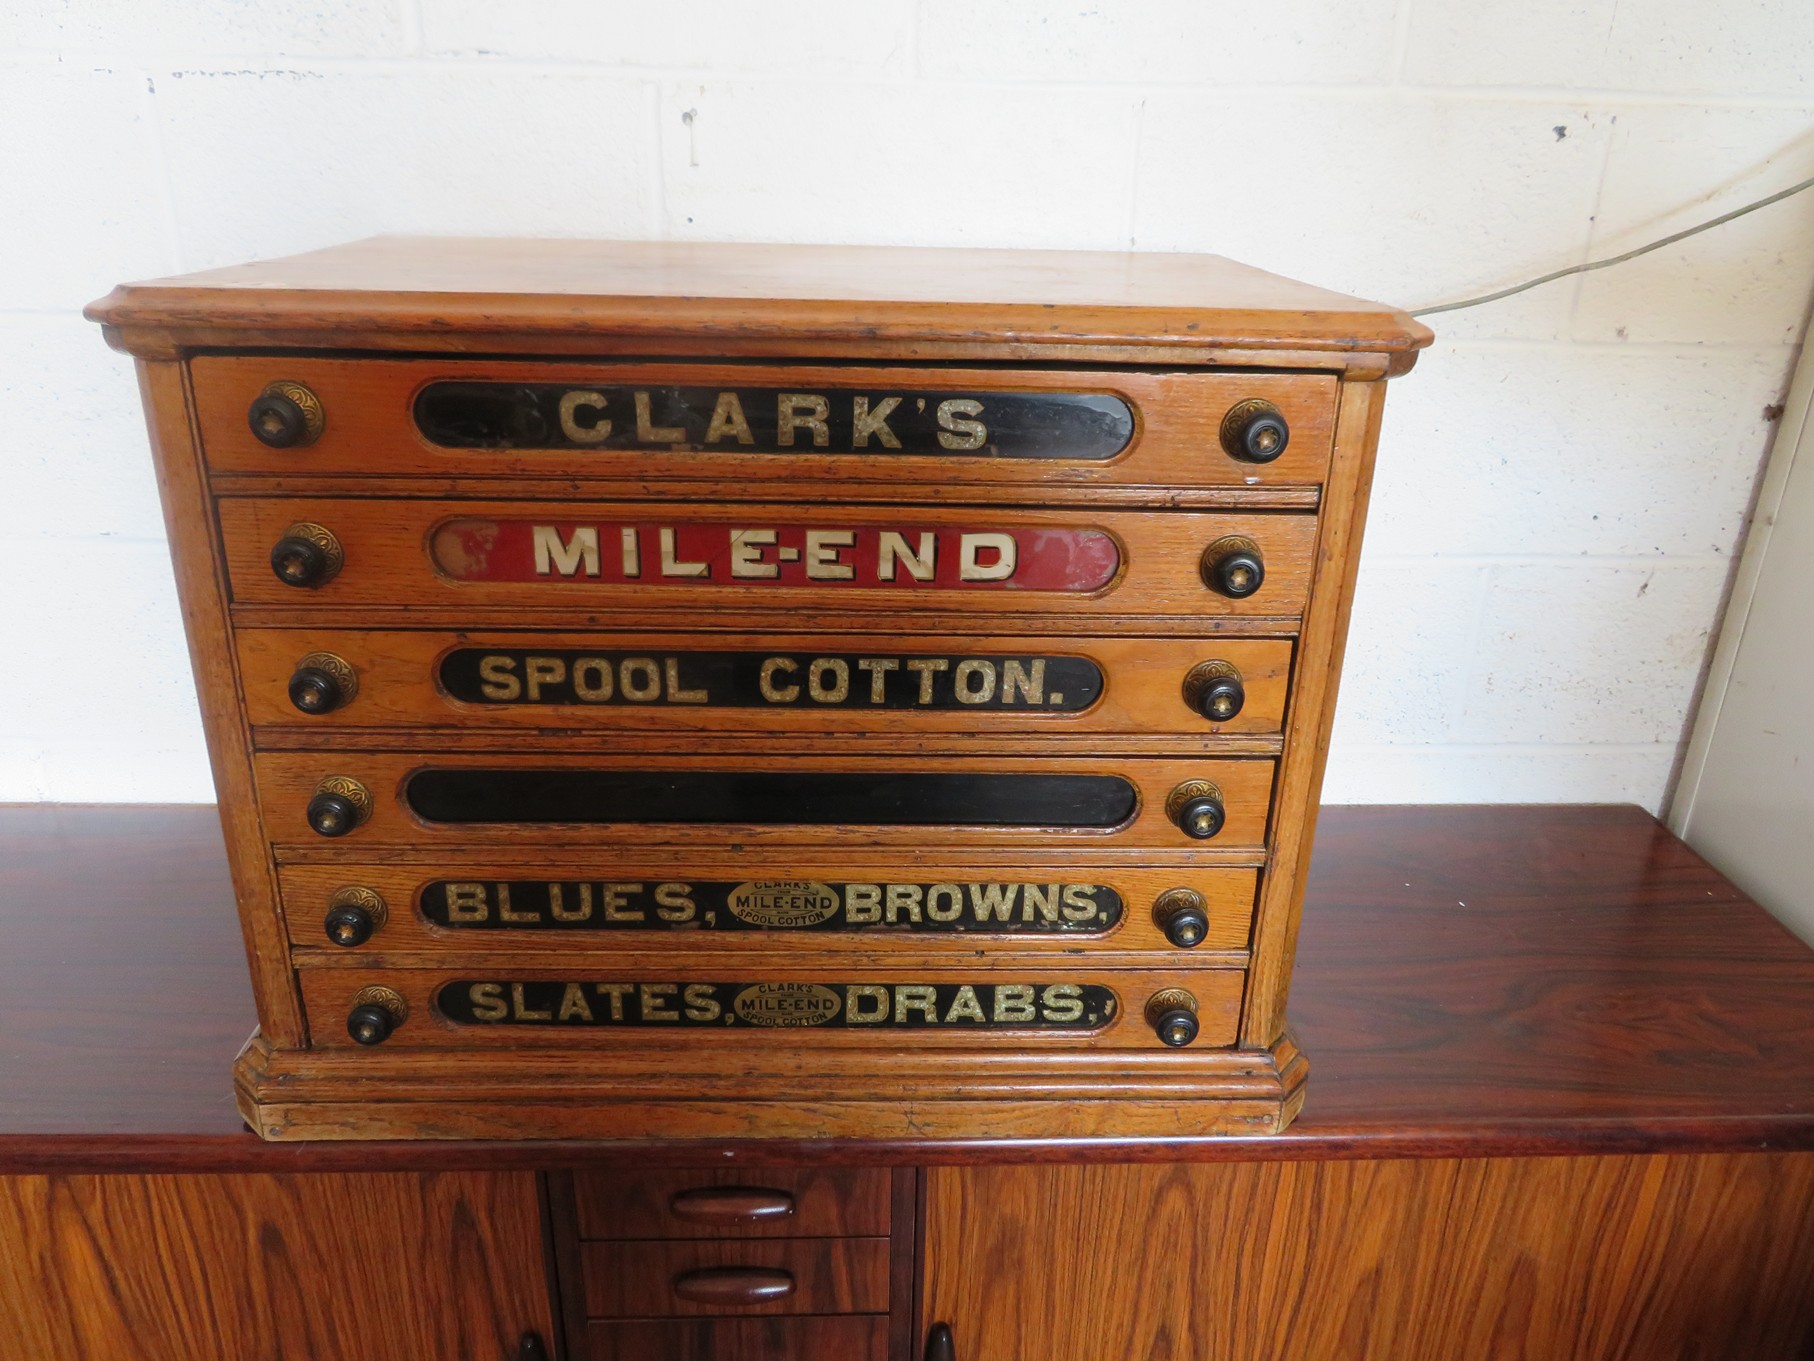 CLARK'S
MILE-END
SPOOL COTTON.
BLUES, CLARK'S MILE-END SPOOL COTTON BROWNS,
SLATES, CLARK'S MILE-END SPOOL COTTON DRABS,